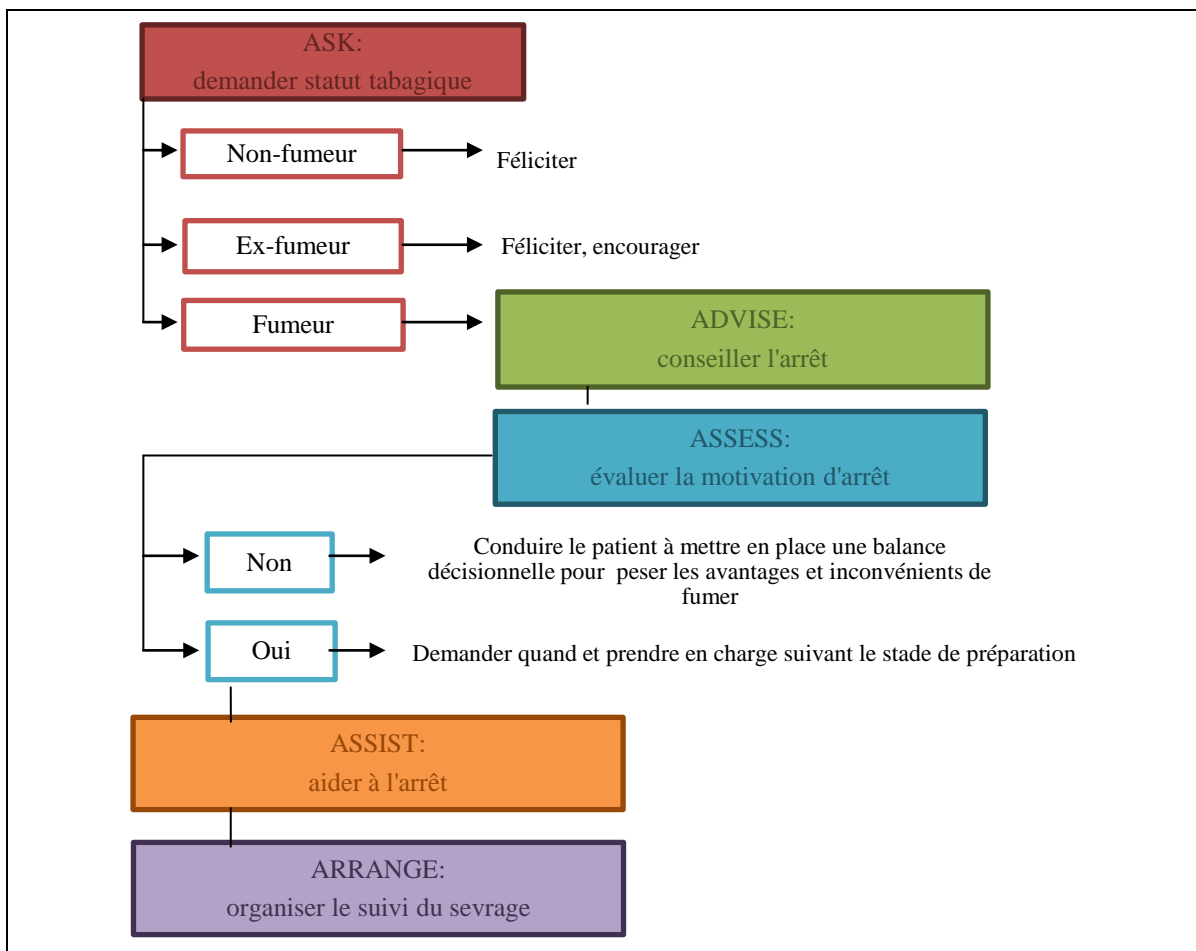 ASK:
demander statut tabagique
Non-fumeur
Féliciter
Ex-fumeur
Féliciter, encourager
Fumeur
ADVISE:
conseiller l'arrêt
ASSESS:
évaluer la motivation d'arrêt
Non
Conduire le patient à mettre en place une balance
décisionnelle pour peser les avantages et inconvénients de
fumer
Oui
Demander quand et prendre en charge suivant le stade de préparation
ASSIST:
aider à l'arrêt
ARRANGE:
organiser le suivi du sevrage